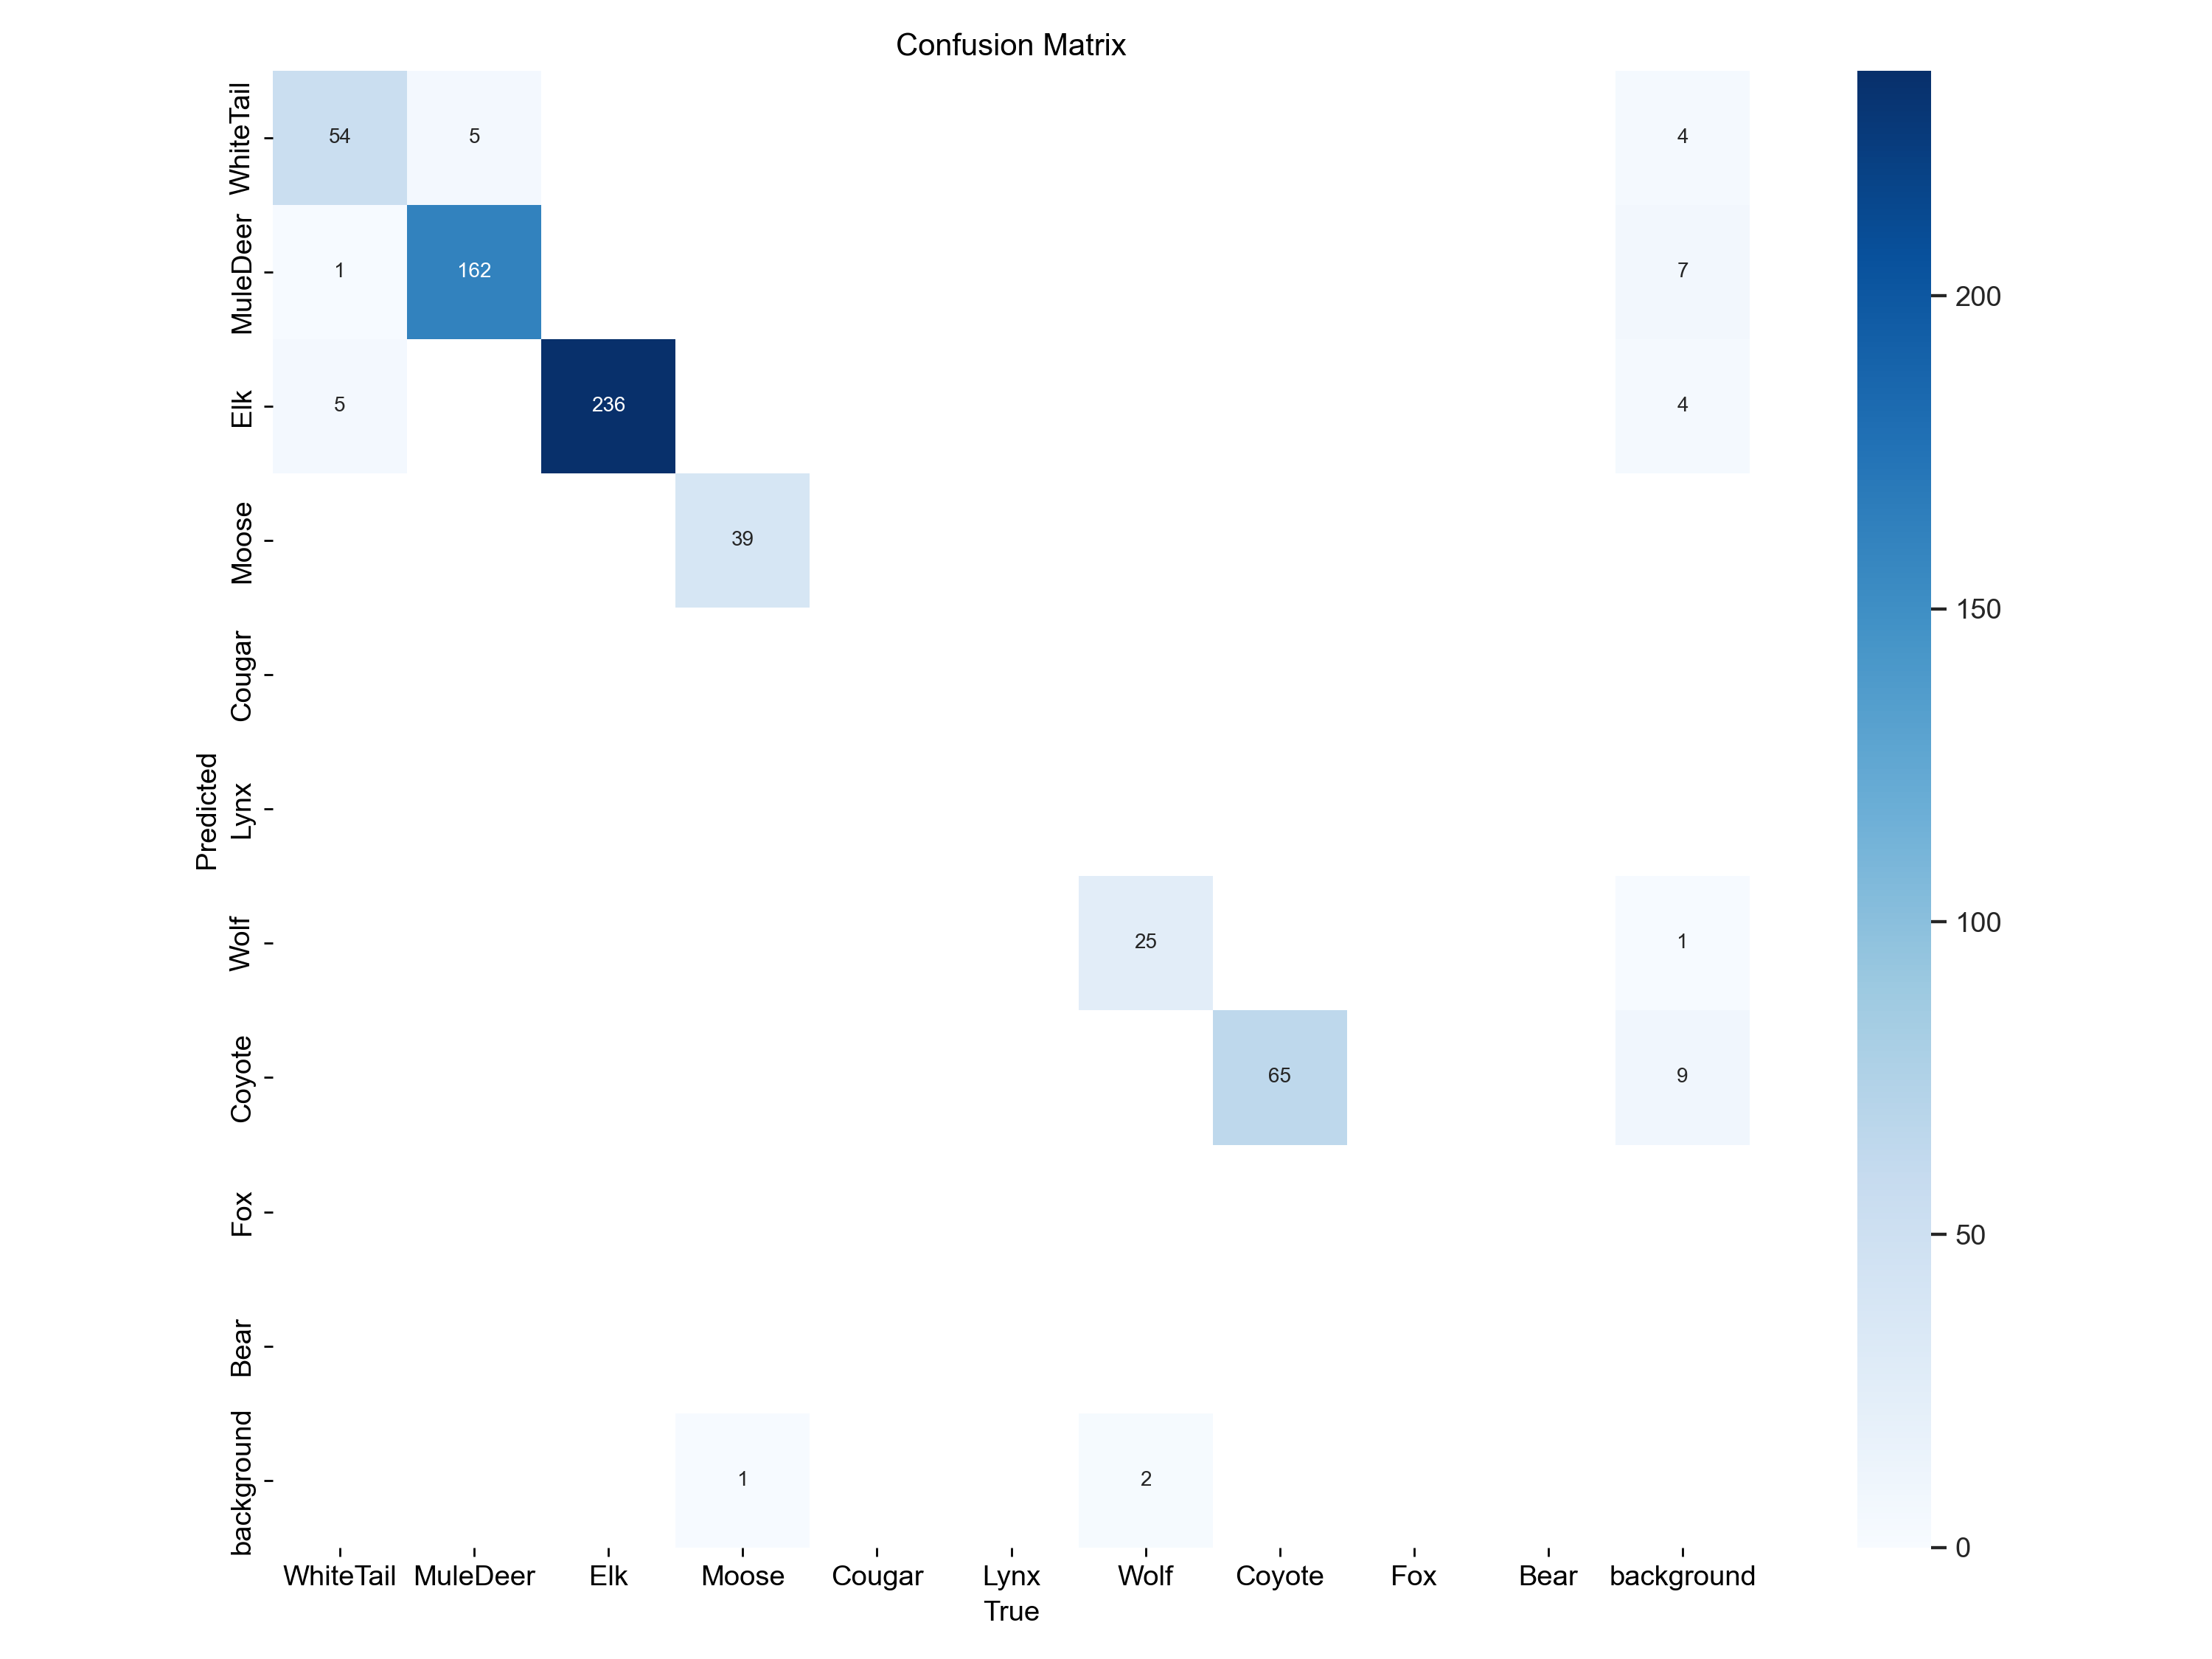 Confusion Matrix
WhiteTail
54 5 4
MuleDeer
1 162 7
Elk
5 236 4
Moose
39
Cougar
Predicted
Lynx
Wolf
25 1
Coyote
65 9
Fox
Bear
background
1 2
WhiteTail MuleDeer Elk Moose Cougar Lynx Wolf Coyote Fox Bear background
True
200
150
100
50
0